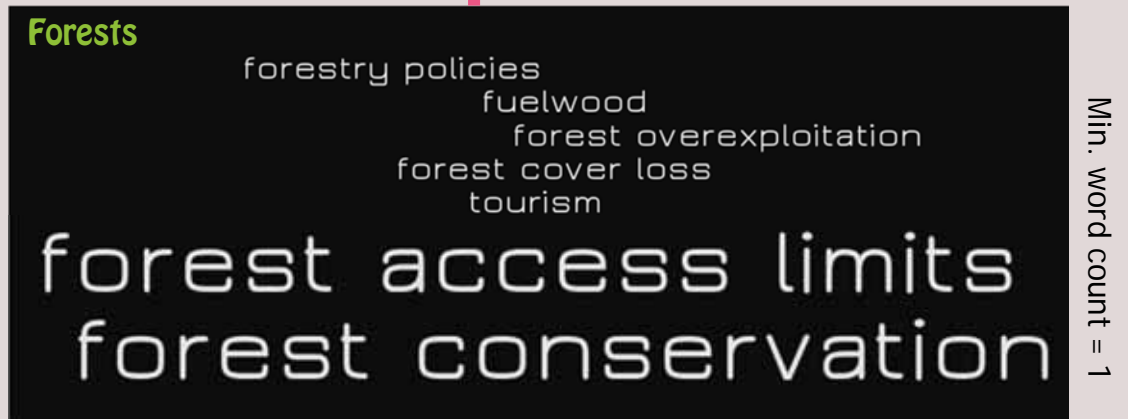 Forests
forestry policies
fuelwood
forest overexploitation
forest cover loss
tourism
forest access limits
forest conservation
Min. word count = 1